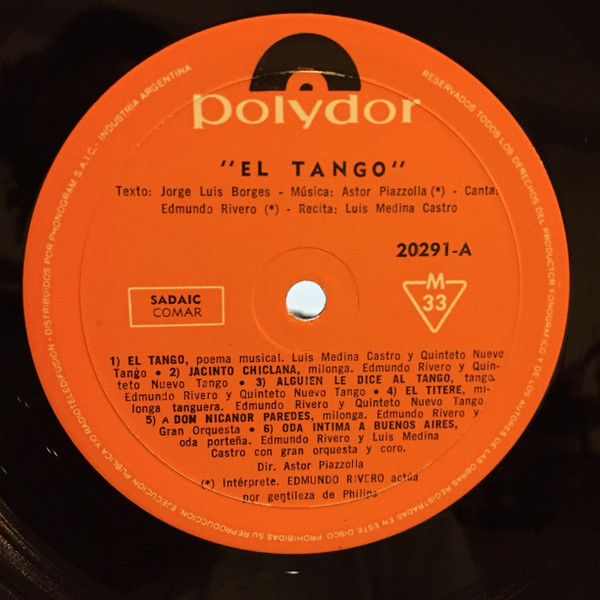 polydor
"EL TANGO"
Texto: Jorge Luis Borges - Música: Astor Piazzolla (*) - Canta:
Edmundo Rivero (*) - Recita: Luis Medina Castro
20291-A
SADAIC
COMAR
M
33
1) EL TANGO, poema musical. Luis Medina Castro y Quinteto Nuevo
Tango • 2) JACINTO CHICLANA, milonga. Edmundo Rivero y Quin-
teto Nuevo Tango • 3) ALGUIEN LE DICE AL TANGO, tango.
Edmundo Rivero y Quinteto Nuevo Tango • 4) EL TITERE, mi-
longa tanguera. Edmundo Rivero y Quinteto Nuevo Tango
5) A DON NICANOR PAREDES, milonga. Edmundo Rivero y
Gran Orquesta • 6) ODA INTIMA A BUENOS AIRES,
oda porteña. Edmundo Rivero y Luis Medina
Castro con gran orquesta y coro.
Dir. Astor Piazzolla
(*) Intérprete. EDMUNDO RIVERO actúa
por gentileza de Philips
RESERVADOS TODOS LOS DERECHOS DEL PRODUCTOR FONOGRAFICO Y DE LOS AUTORES DE LAS OBRAS REGISTRADAS EN ESTE DISCO. PROHIBIDAS SU REPRODUCCION, EJECUCION PUBLICA Y/O RADIOTELEDIFUSION - DISTRIBUIDOS POR PHONOGRAM S.A.I.C. - INDUSTRIA ARGENTINA